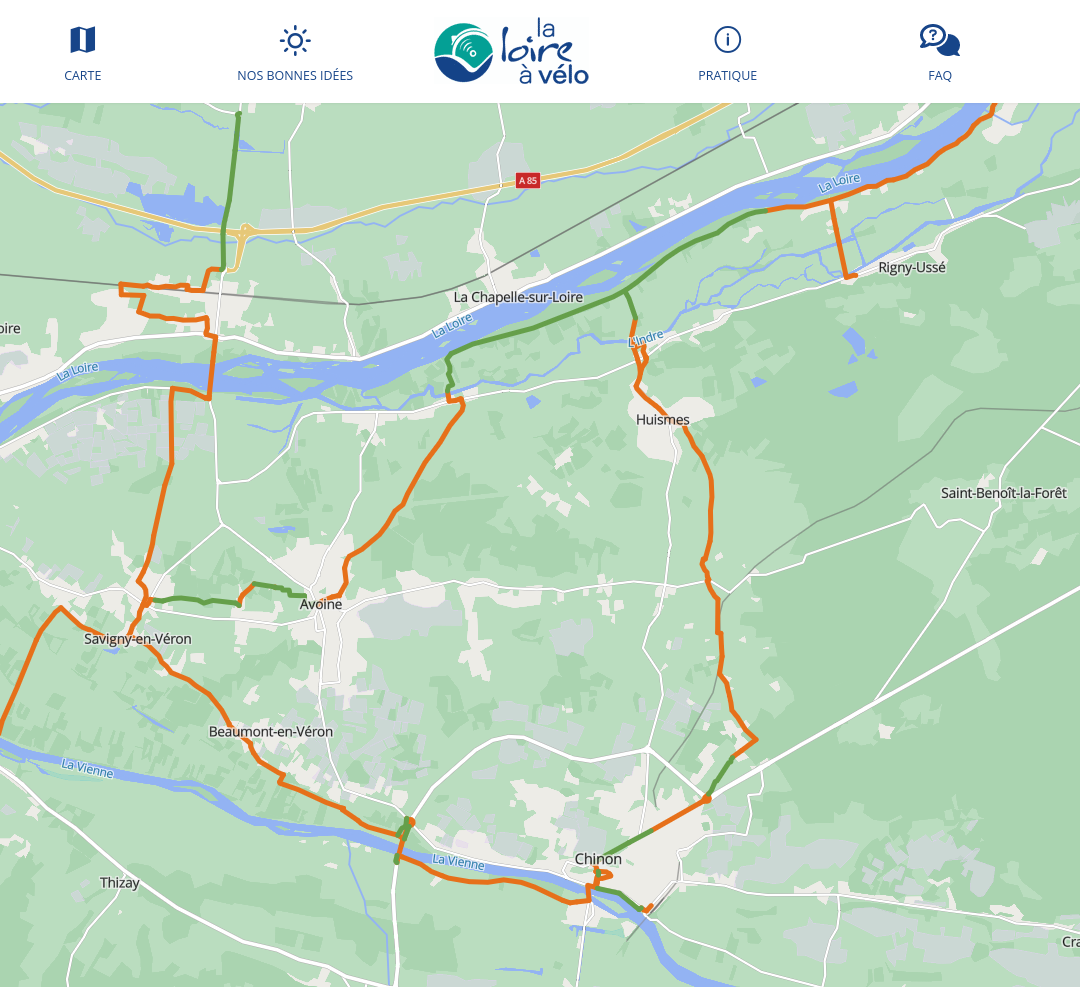 la
loire
à vélo
CARTE
NOS BONNES IDÉES
PRATIQUE
FAQ
A 85
La Loire
Rigny-Ussé
La Chapelle-sur-Loire
La Loire
oire
L'Indre
La Loire
Huismes
Saint-Benoît-la-Forêt
Avoine
Savigny-en-Véron
Beaumont-en-Véron
La Vienne
Chinon
La Vienne
Thizay
Cra